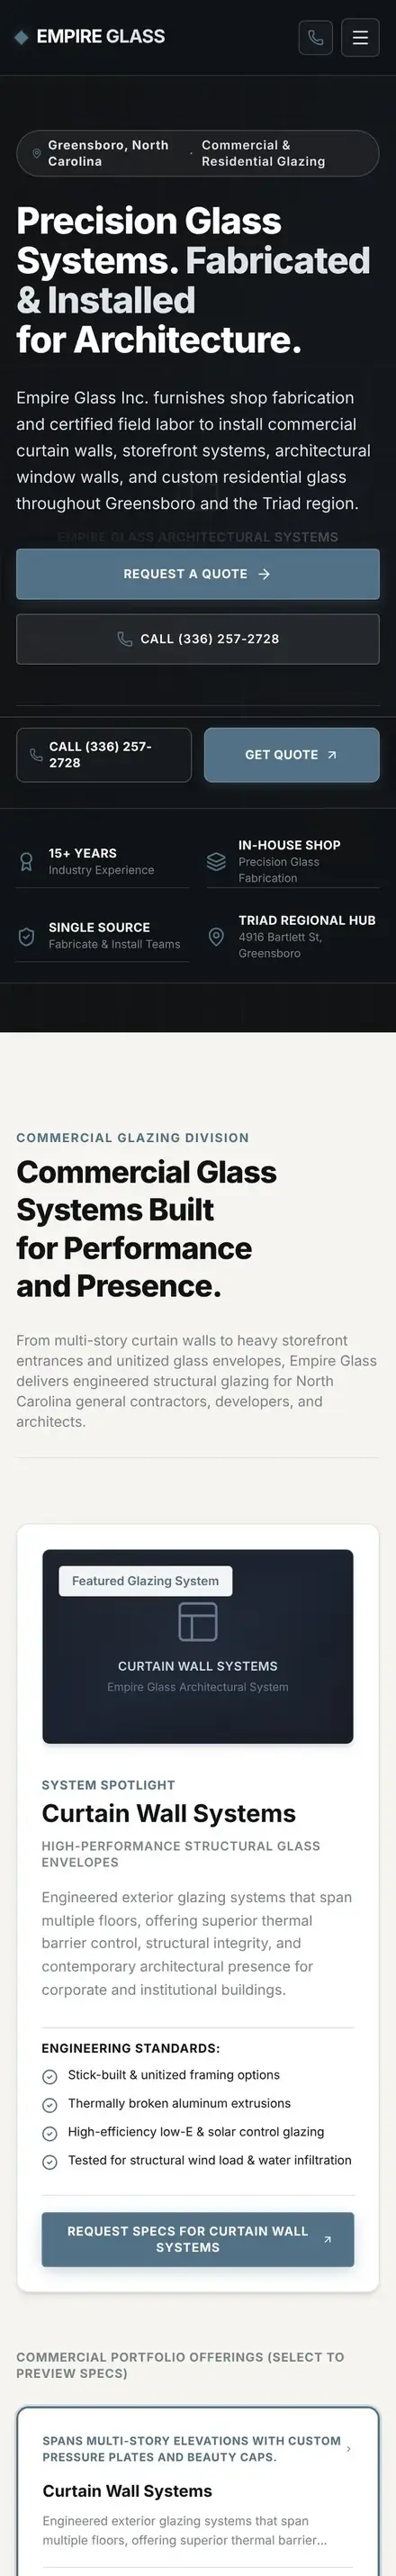 EMPIRE GLASS
Greensboro, North
Carolina
·
Commercial &
Residential Glazing
Precision Glass
Systems. Fabricated
& Installed
for Architecture.
Empire Glass Inc. furnishes shop fabrication
and certified field labor to install commercial
curtain walls, storefront systems, architectural
window walls, and custom residential glass
throughout Greensboro and the Triad region.
EMPIRE GLASS ARCHITECTURAL SYSTEMS
REQUEST A QUOTE
CALL (336) 257-2728
CALL (336) 257-
2728
GET QUOTE
15+ YEARS
Industry Experience
IN-HOUSE SHOP
Precision Glass
Fabrication
SINGLE SOURCE
Fabricate & Install Teams
TRIAD REGIONAL HUB
4916 Bartlett St,
Greensboro
COMMERCIAL GLAZING DIVISION
Commercial Glass
Systems Built
for Performance
and Presence.
From multi-story curtain walls to heavy storefront
entrances and unitized glass envelopes, Empire Glass
delivers engineered structural glazing for North
Carolina general contractors, developers, and
architects.
Featured Glazing System
CURTAIN WALL SYSTEMS
Empire Glass Architectural System
SYSTEM SPOTLIGHT
Curtain Wall Systems
HIGH-PERFORMANCE STRUCTURAL GLASS
ENVELOPES
Engineered exterior glazing systems that span
multiple floors, offering superior thermal
barrier control, structural integrity, and
contemporary architectural presence for
corporate and institutional buildings.
ENGINEERING STANDARDS:
Stick-built & unitized framing options
Thermally broken aluminum extrusions
High-efficiency low-E & solar control glazing
Tested for structural wind load & water infiltration
REQUEST SPECS FOR CURTAIN WALL
SYSTEMS
COMMERCIAL PORTFOLIO OFFERINGS (SELECT TO
PREVIEW SPECS)
SPANS MULTI-STORY ELEVATIONS WITH CUSTOM
PRESSURE PLATES AND BEAUTY CAPS.
Curtain Wall Systems
Engineered exterior glazing systems that span
multiple floors, offering superior thermal barrier...